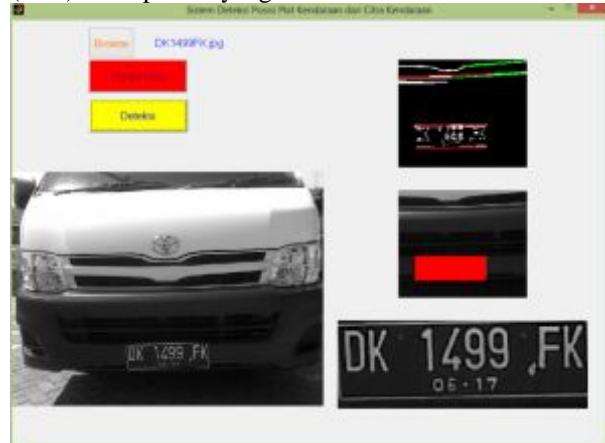 Sistem Deteksi Posisi Plat Kendaraan dari Citra Kendaraan
Browse DK1499FK.jpg
Deteksi
DK 1499 FK
DK 1499 FK
06·17